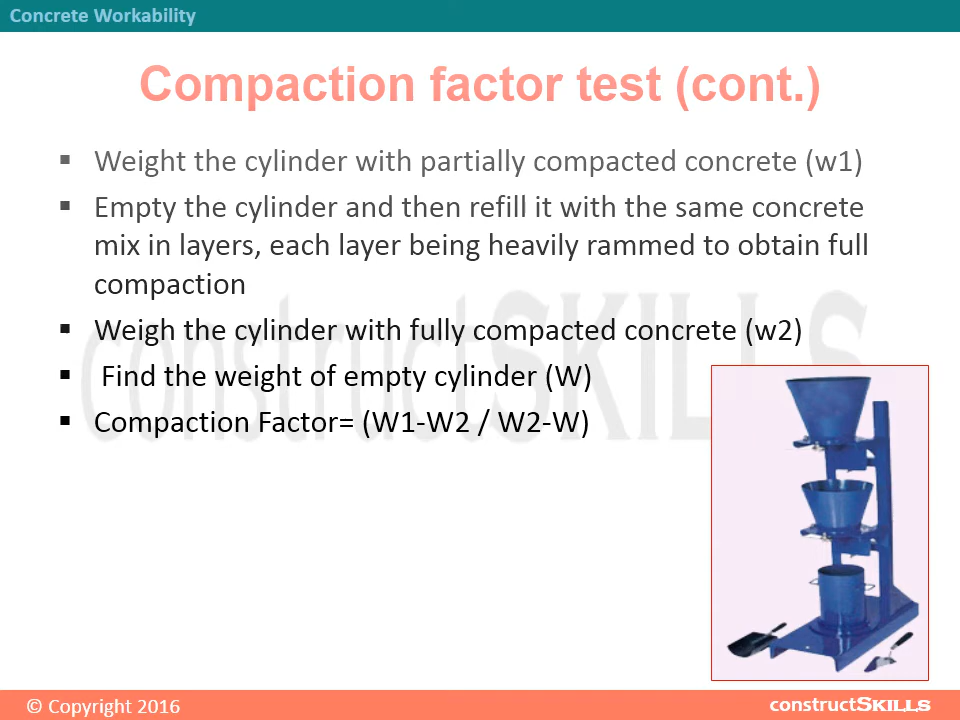 Concrete Workability
Compaction factor test (cont.)
▪ Weight the cylinder with partially compacted concrete (w1)
▪ Empty the cylinder and then refill it with the same concrete
mix in layers, each layer being heavily rammed to obtain full
compaction
▪ Weigh the cylinder with fully compacted concrete (w2)
▪ Find the weight of empty cylinder (W)
▪ Compaction Factor= (W1-W2 / W2-W)
constructSKILLS
© Copyright 2016
constructSKILLS